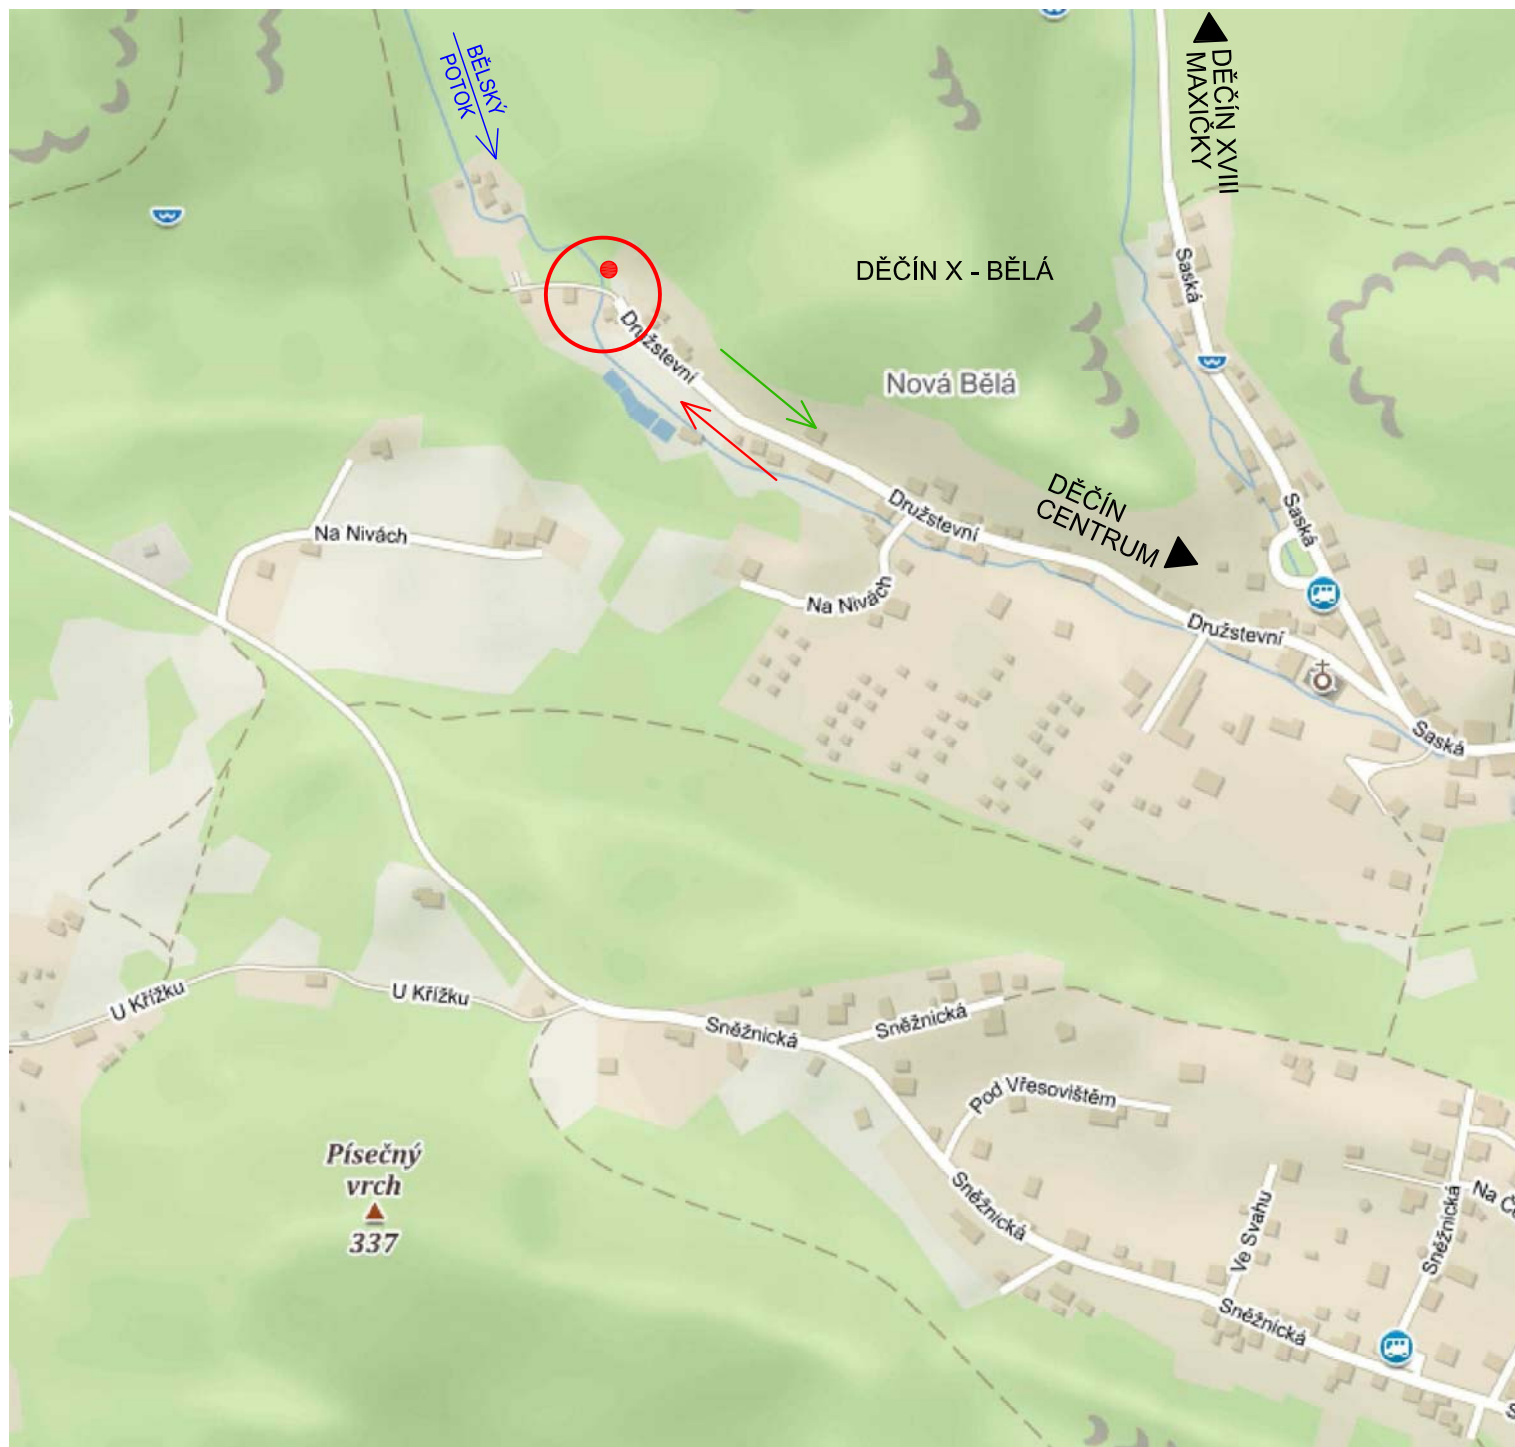 BĚLSKÝ
POTOK
DĚČÍN XVIII
MAXIČKY
DĚČÍN X - BĚLÁ
Saská
Družstevní
Nová Bělá
DĚČÍN
CENTRUM
Družstevní
Saská
Na Nivách
Na Nivách
Družstevní
Saská
U Křížku
U Křížku
Sněžnická
Sněžnická
Pod Vřesovištěm
Písečný
vrch
337
Sněžnická
Ve Svahu
Sněžnická
Na
Sněžnická